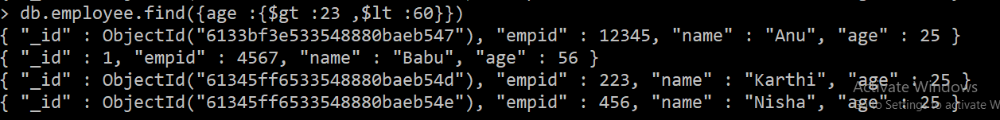 > db.employee.find({age :{$gt :23 ,$lt :60}})
{ "_id" : ObjectId("6133bf3e533548880baeb547"), "empid" : 12345, "name" : "Anu", "age" : 25 }
{ "_id" : 1, "empid" : 4567, "name" : "Babu", "age" : 56 }
{ "_id" : ObjectId("61345ff6533548880baeb54d"), "empid" : 223, "name" : "Karthi", "age" : 25 }
{ "_id" : ObjectId("61345ff6533548880baeb54e"), "empid" : 456, "name" : "Nisha", "age" : 25 }
Activate Windows
to Settings to activate W